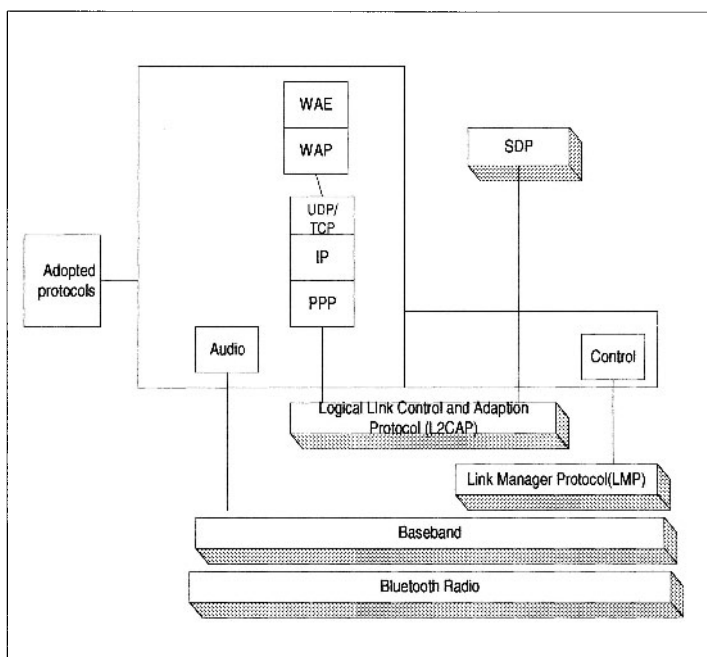 WAE
WAP
SDP
UDP/
TCP
IP
Adopted
protocols
PPP
Audio
Control
Logical LInk Control and Adaption
Protocol (L2CAP)
Link Manager Protocol(LMP)
Baseband
Bluetooth Radio